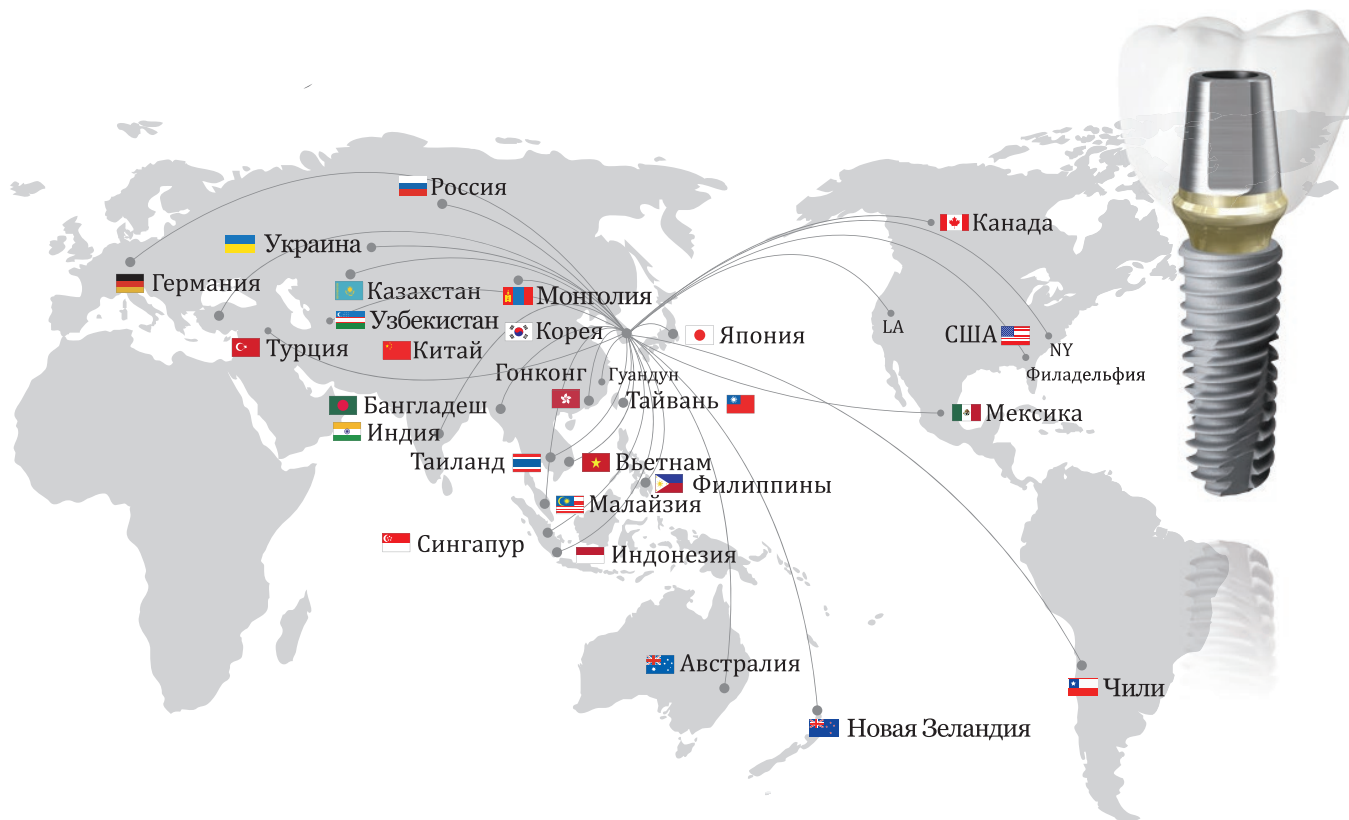 Россия
Канада
Украина
Германия
Казахстан
Монголия
Узбекистан
Корея
Япония
LA
США
Турция
Китай
NY
Гонконг
Гуандун
Филадельфия
Бангладеш
Тайвань
Мексика
Индия
Таиланд
Вьетнам
Филиппины
Малайзия
Сингапур
Индонезия
Австралия
Чили
Новая Зеландия